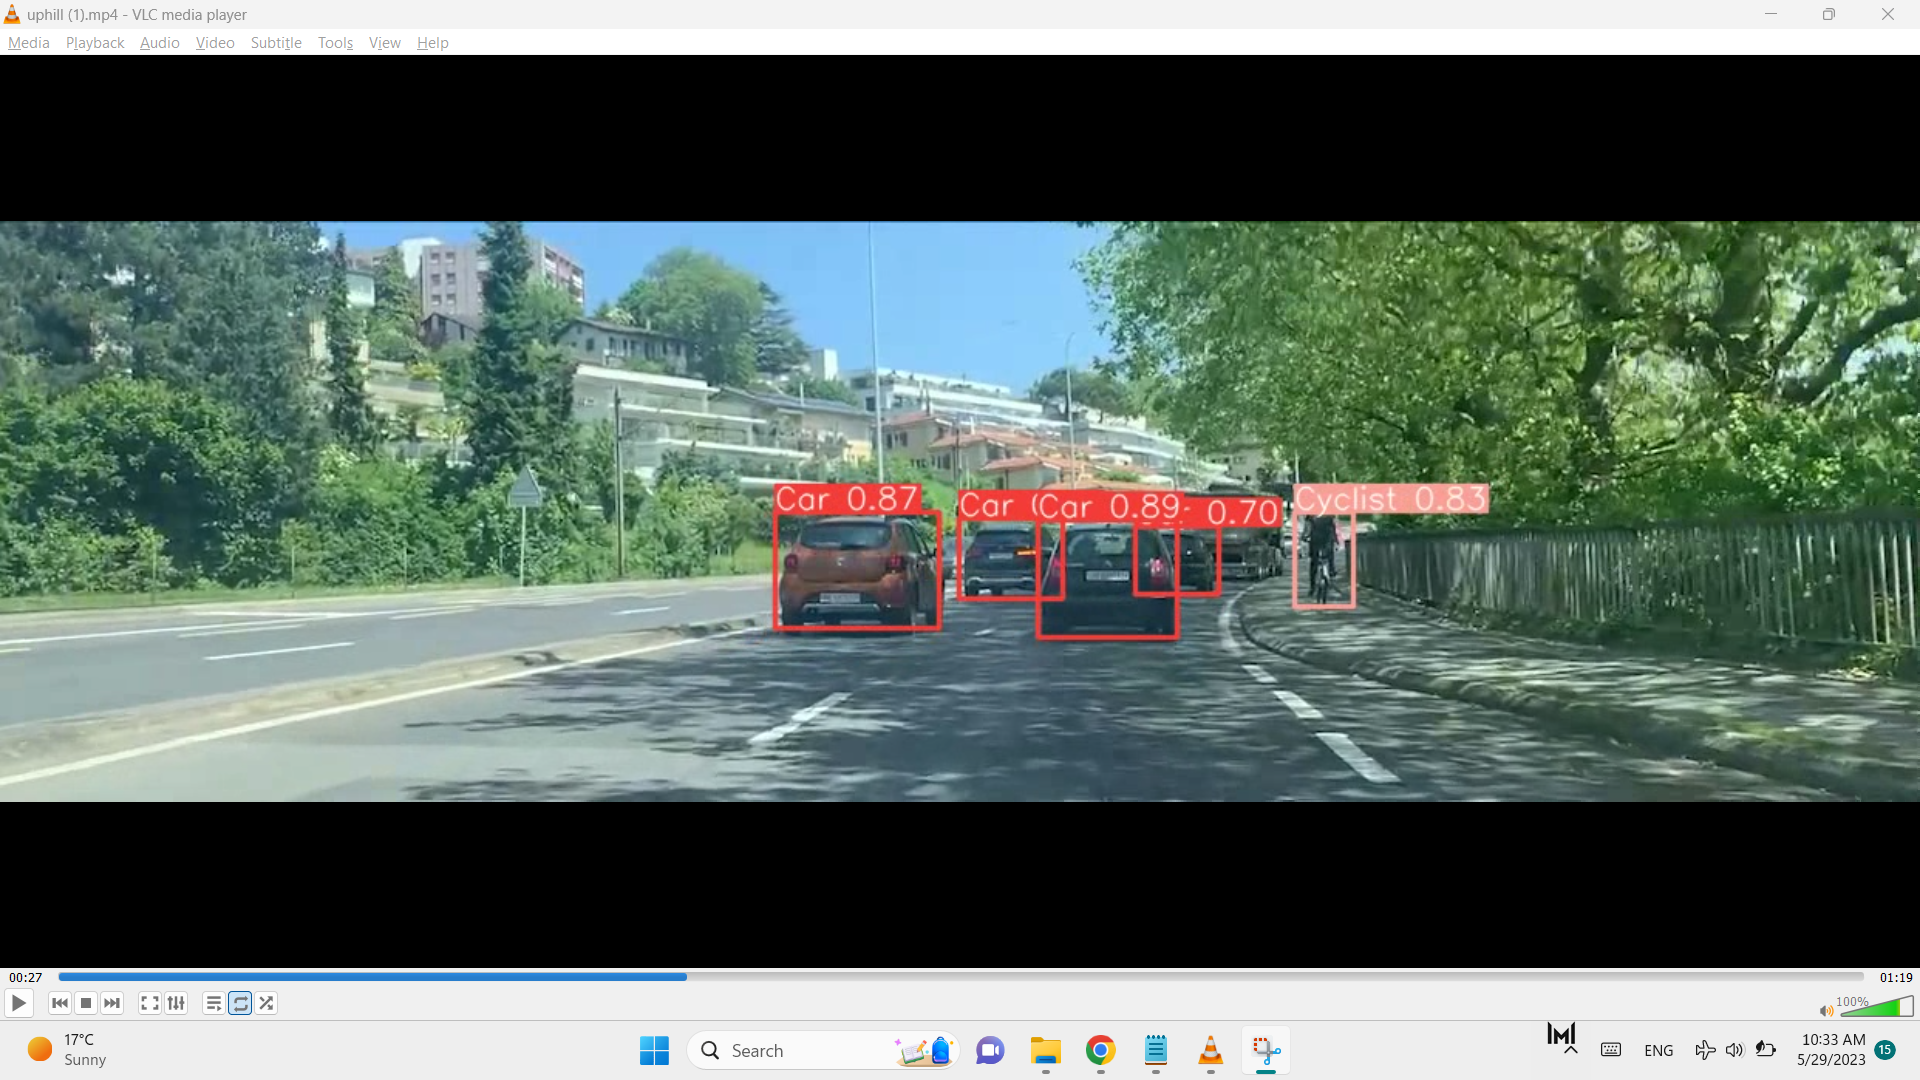 uphill (1).mp4 - VLC media player
Media Playback Audio Video Subtitle Tools View Help
Car 0.87
Car
Car 0.89
0.70
Cyclist 0.83
00:27
01:19
100%
17°C
Sunny
Search
ENG
10:33 AM
5/29/2023
15